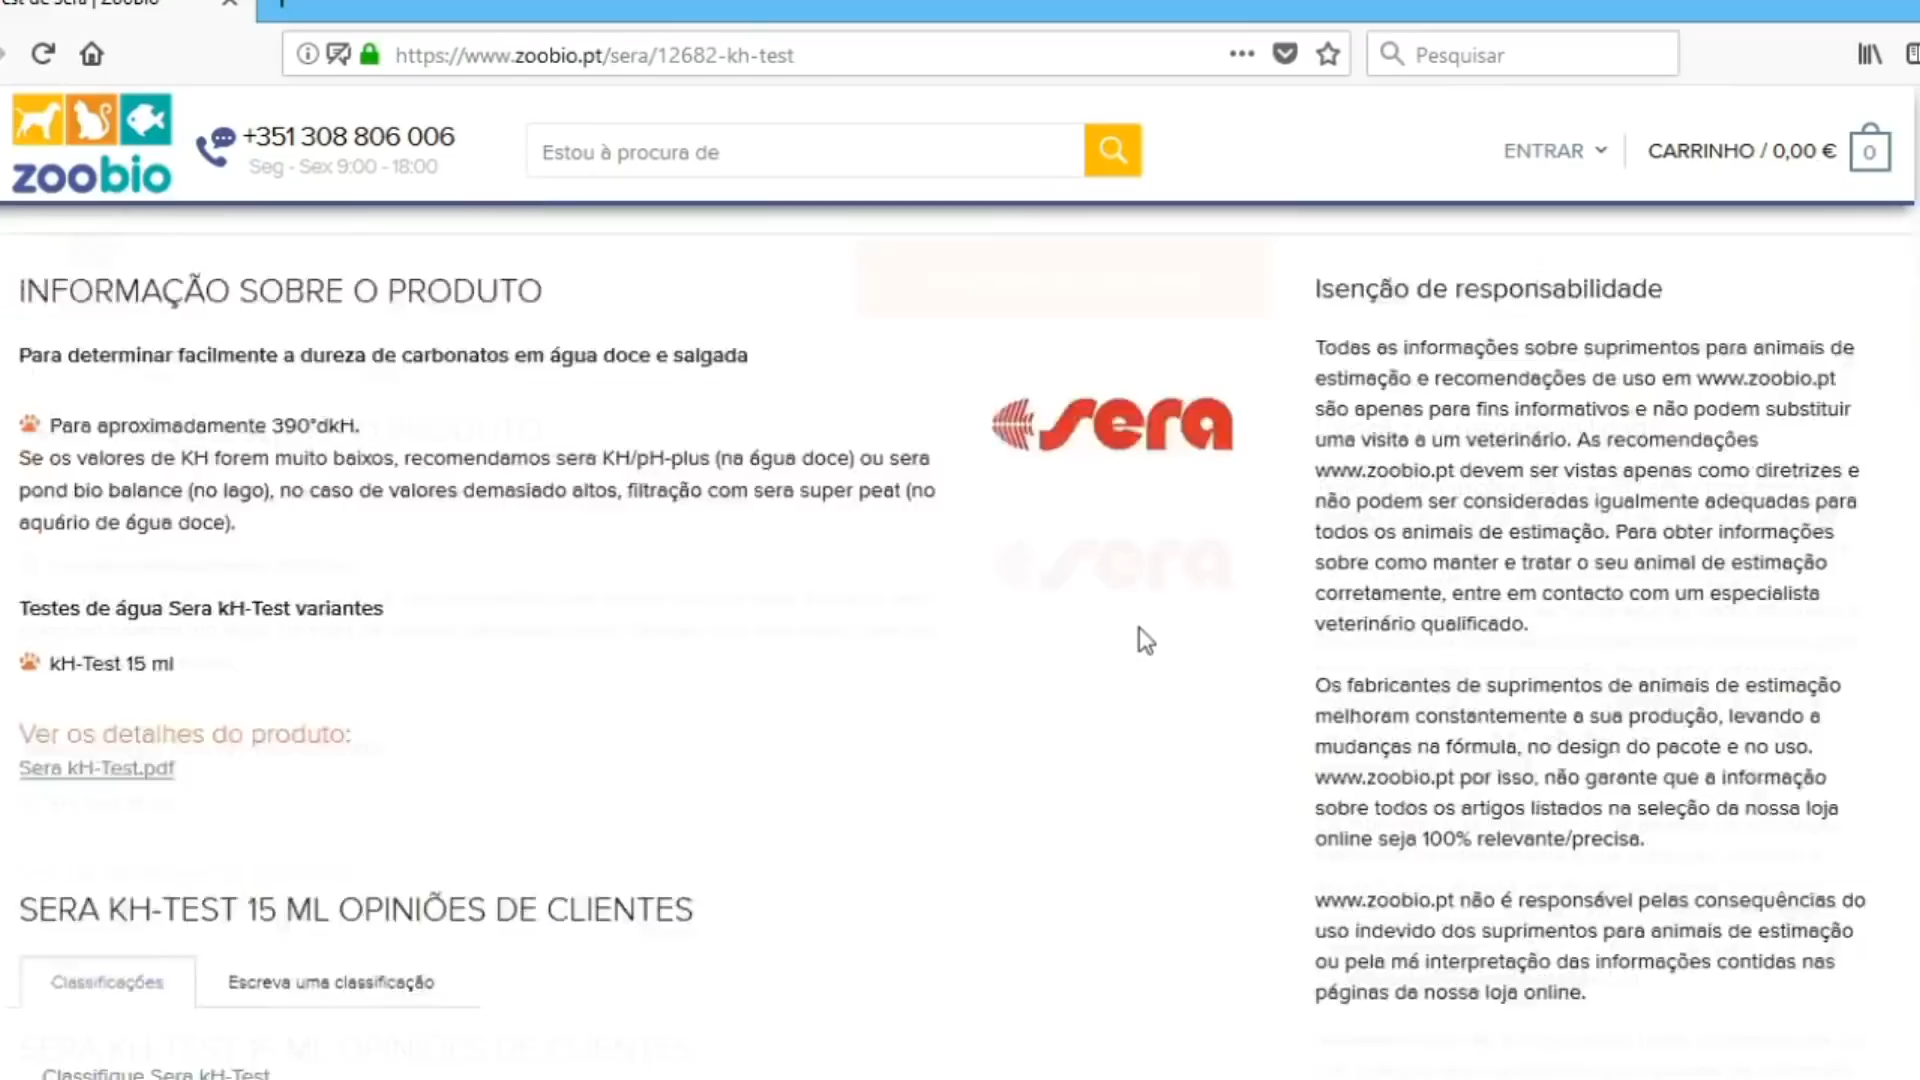 https://www.zoobio.pt/sera/12682-kh-test
Pesquisar
zoobio
+351 308 806 006
Seg - Sex 9:00 - 18:00
Estou à procura de
ENTRAR
CARRINHO / 0,00 €
0
INFORMAÇÃO SOBRE O PRODUTO
Para determinar facilmente a dureza de carbonatos em água doce e salgada
Para aproximadamente 390°dkH.
Se os valores de KH forem muito baixos, recomendamos sera KH/pH-plus (na água doce) ou sera
pond bio balance (no lago), no caso de valores demasiado altos, filtração com sera super peat (no
aquário de água doce).
Testes de água Sera kH-Test variantes
kH-Test 15 ml
Ver os detalhes do produto:
Sera kH-Test.pdf
sera
SERA KH-TEST 15 ML OPINIÕES DE CLIENTES
Classificações
Escreva uma classificação
Classifique Sera kH-Test
Isenção de responsabilidade
Todas as informações sobre suprimentos para animais de
estimação e recomendações de uso em www.zoobio.pt
são apenas para fins informativos e não podem substituir
uma visita a um veterinário. As recomendações
www.zoobio.pt devem ser vistas apenas como diretrizes e
não podem ser consideradas igualmente adequadas para
todos os animais de estimação. Para obter informações
sobre como manter e tratar o seu animal de estimação
corretamente, entre em contacto com um especialista
veterinário qualificado.
Os fabricantes de suprimentos de animais de estimação
melhoram constantemente a sua produção, levando a
mudanças na fórmula, no design do pacote e no uso.
www.zoobio.pt por isso, não garante que a informação
sobre todos os artigos listados na seleção da nossa loja
online seja 100% relevante/precisa.
www.zoobio.pt não é responsável pelas consequências do
uso indevido dos suprimentos para animais de estimação
ou pela má interpretação das informações contidas nas
páginas da nossa loja online.